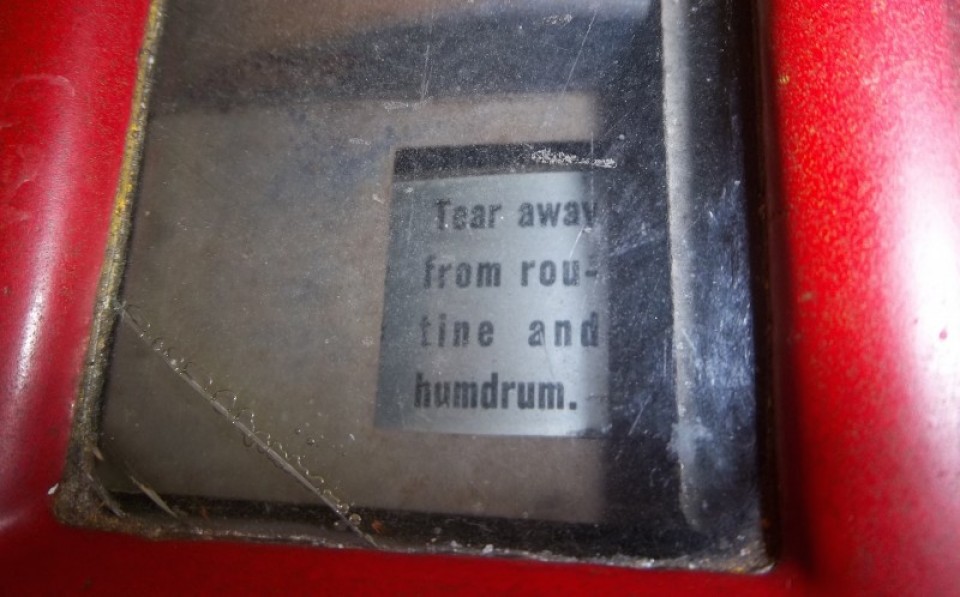 Tear away
from rou-
tine and
humdrum.